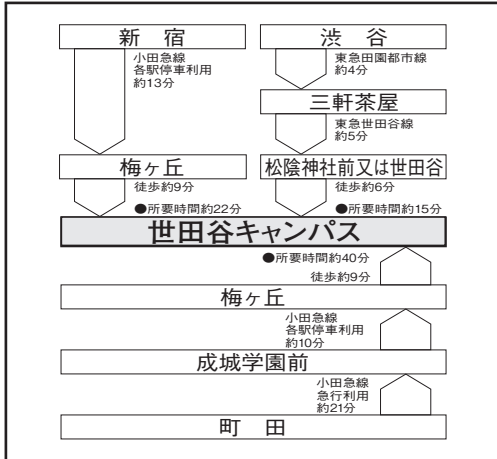 新　宿
小田急線
各駅停車利用
約13分
梅ヶ丘
徒歩約9分
●所要時間約22分
渋　谷
東急田園都市線
約4分
三軒茶屋
東急世田谷線
約5分
松陰神社前又は世田谷
徒歩約6分
●所要時間約15分
世田谷キャンパス
●所要時間約40分
徒歩約9分
梅ヶ丘
小田急線
各駅停車利用
約10分
成城学園前
小田急線
急行利用
約21分
町　田